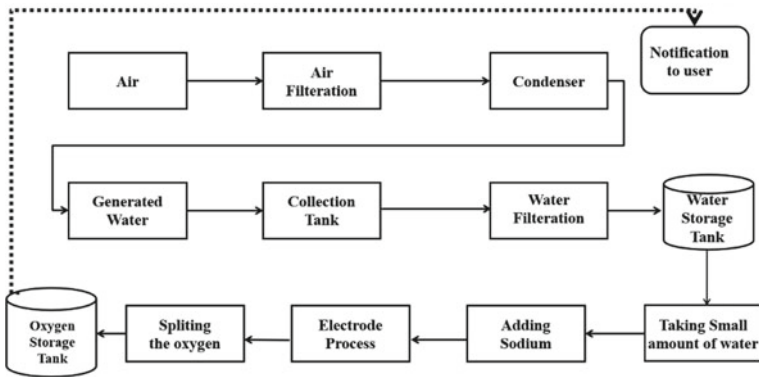 Notification
to user
Air
Air
Filteration
Condenser
Generated
Water
Collection
Tank
Water
Filteration
Water
Storage
Tank
Taking Small
amount of water
Adding
Sodium
Electrode
Process
Spliting
the oxygen
Oxygen
Storage
Tank